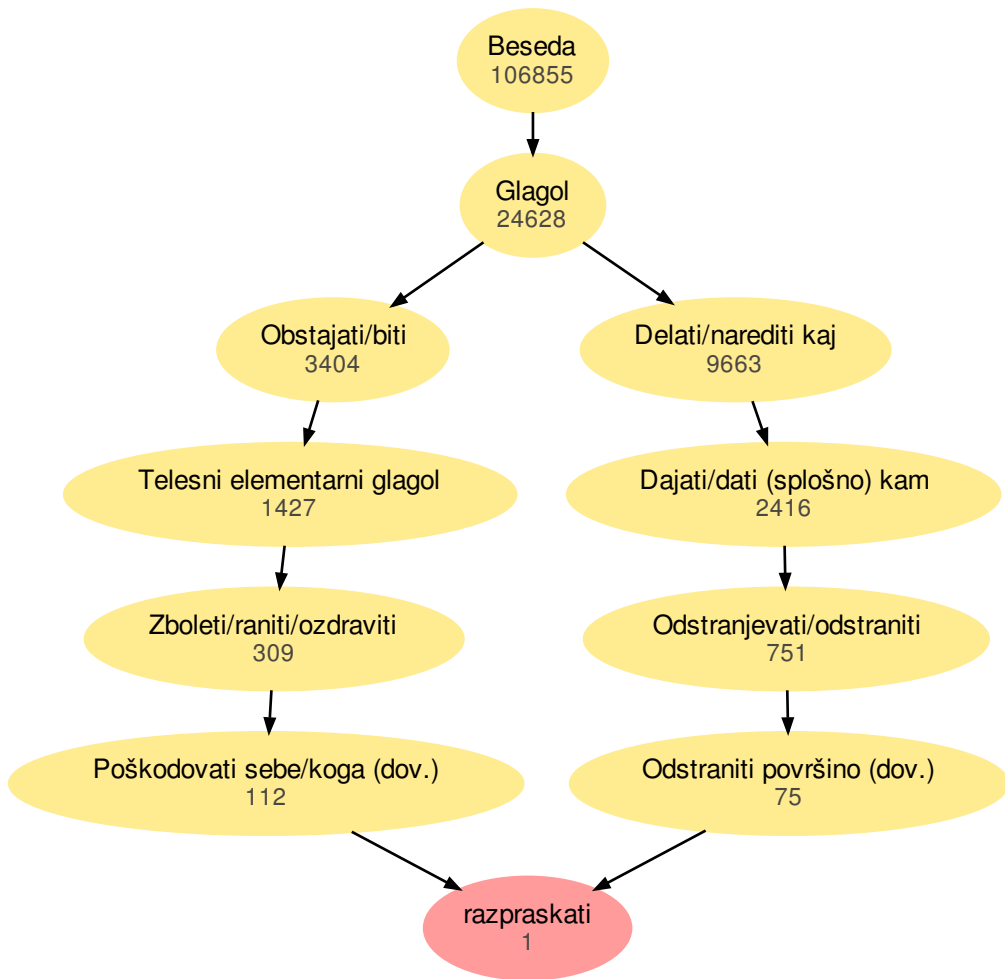 Beseda
106855
Glagol
24628
Obstajati/biti
3404
Delati/narediti kaj
9663
Telesni elementarni glagol
1427
Dajati/dati (splošno) kam
2416
Zboleti/raniti/ozdraviti
309
Odstranjevati/odstraniti
751
Poškodovati sebe/koga (dov.)
112
Odstraniti površino (dov.)
75
razpraskati
1